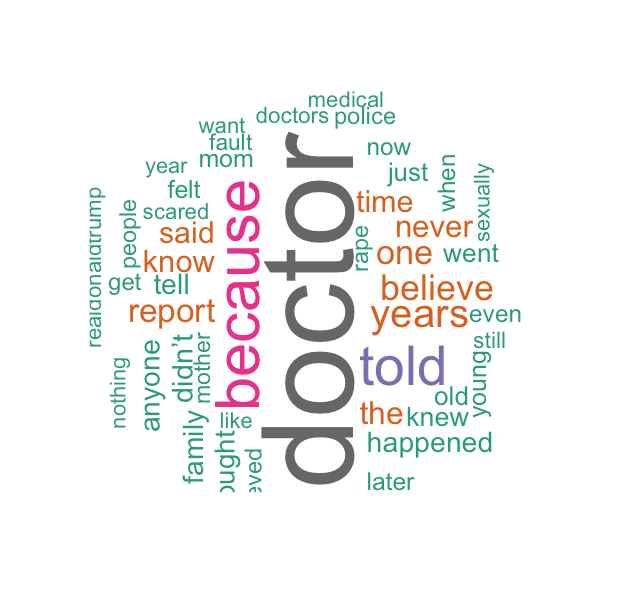 medical
doctors police
want
fault
mom
now
year
just
when
sexually
felt
scared
people
realdonaldtrump
said
because
doctor
time
never
rape
one
went
know
get
tell
believe
report
years
even
told
still
young
nothing
anyone
didn't
mother
old
the
knew
like
family
ought
eved
happened
later